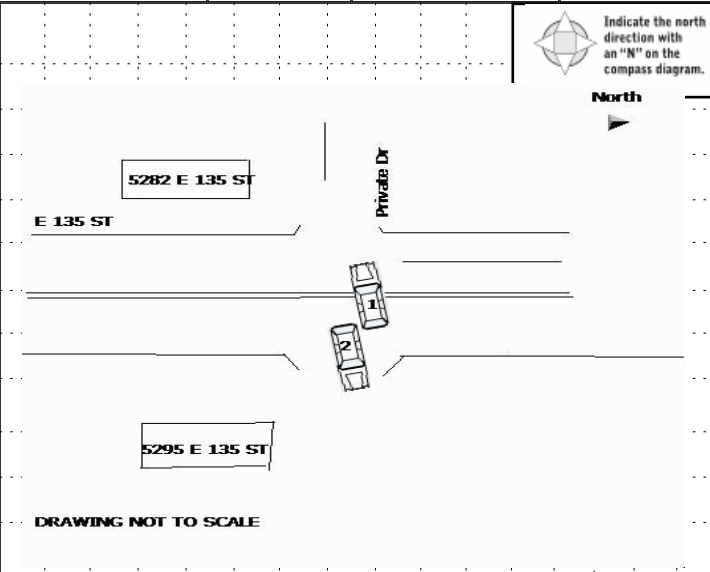 Indicate the north
direction with
an “N” on the
compass diagram.
North
Private Dr
5282 E 135 ST
E 135 ST
1
2
5295 E 135 ST
DRAWING NOT TO SCALE